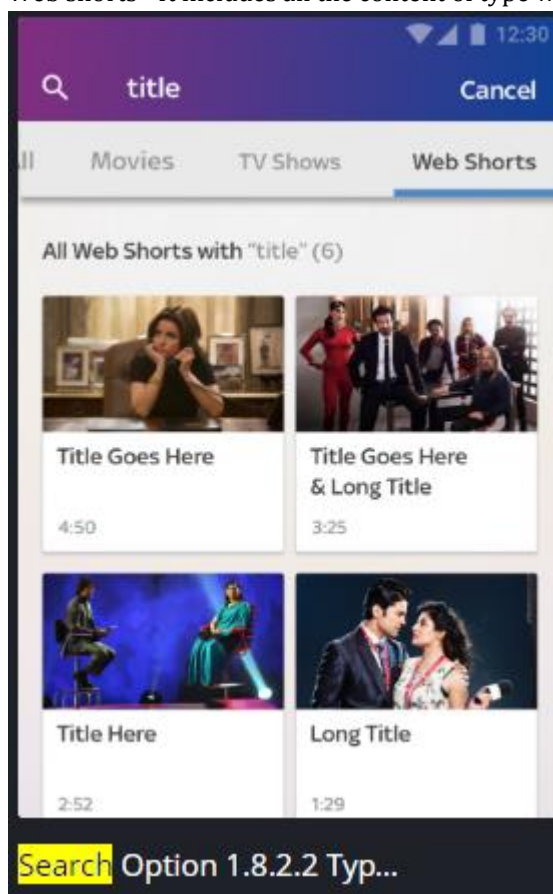 12:30
title Cancel
Movies TV Shows Web Shorts
All Web Shorts with "title" (6)
Title Goes Here
4:50
Title Goes Here
& Long Title
3:25
Title Here
2:52
Long Title
1:29
Search Option 1.8.2.2 Typ...